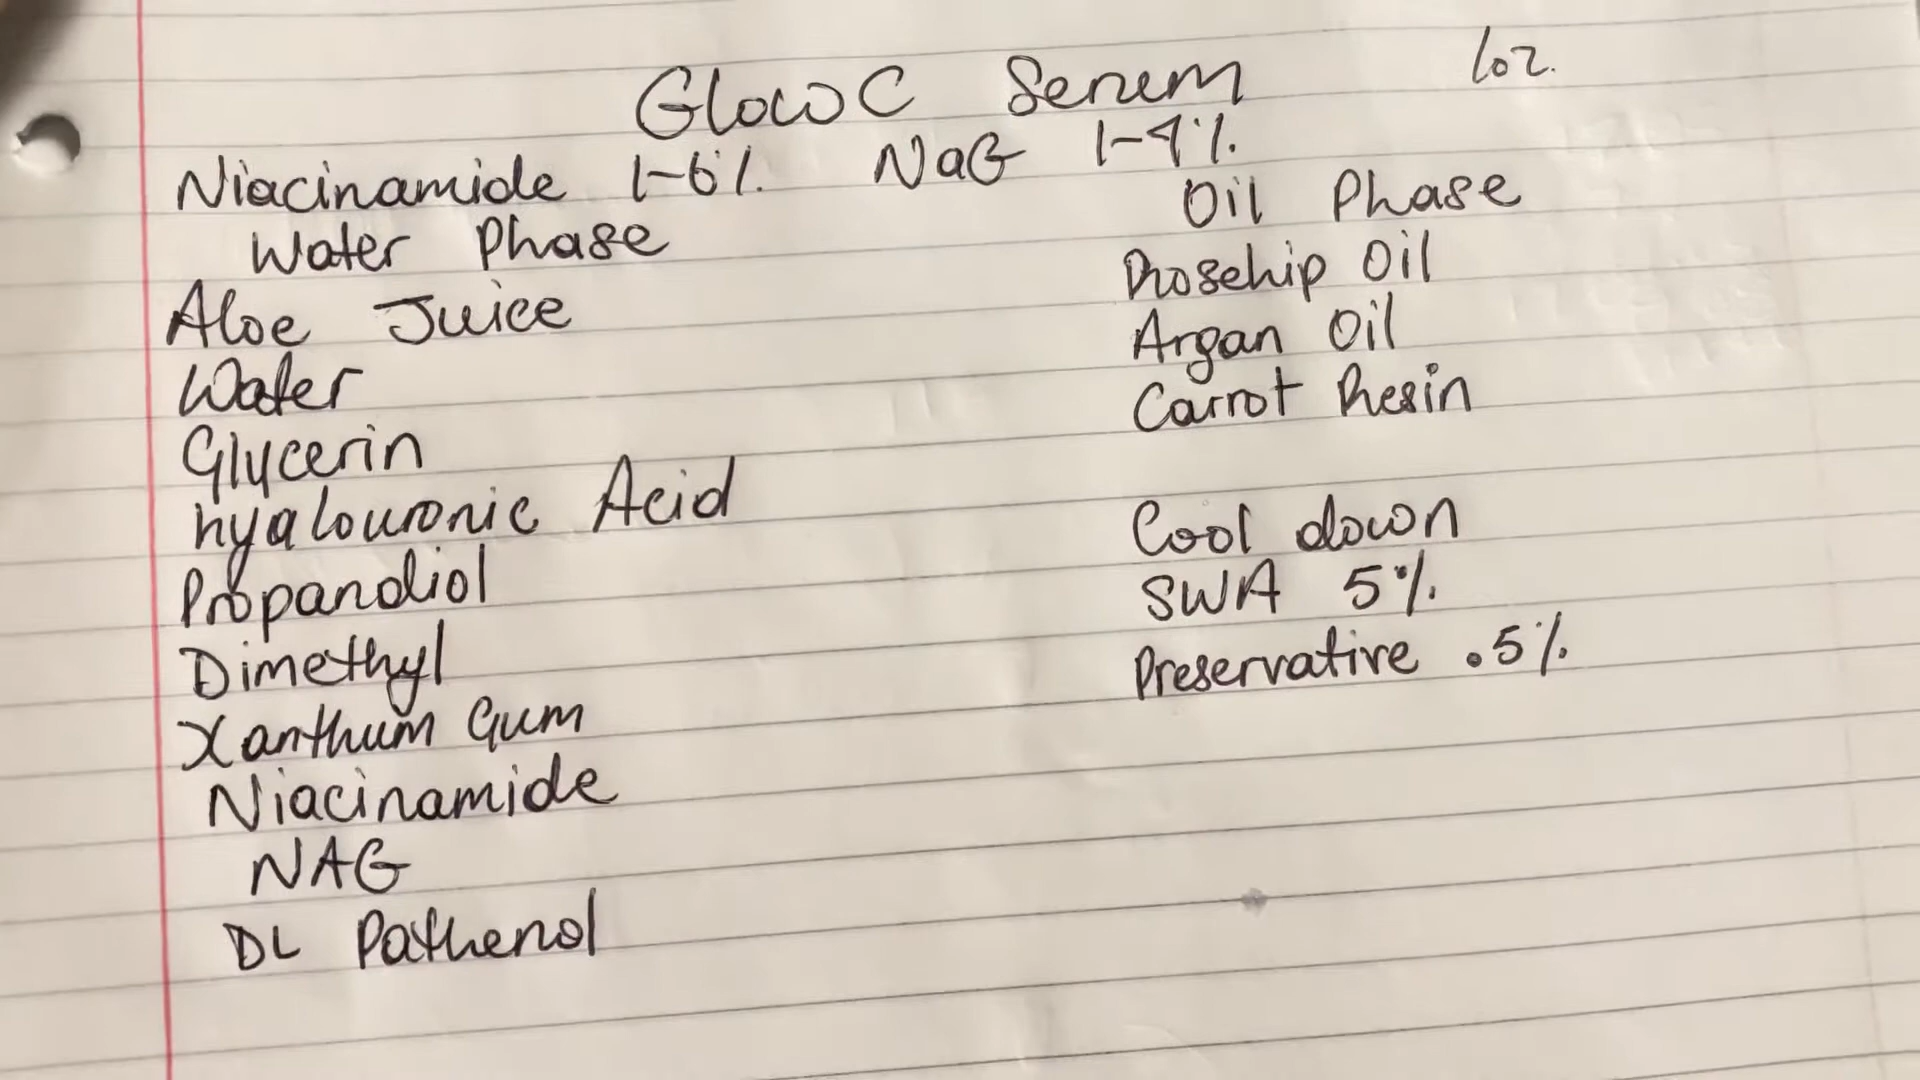 Glow C Serum 1oz.
Niacinamide 1-6%. NaG 1-4%.
Water Phase
Aloe Juice
Water
Glycerin
hyalouronic Acid
Propandiol
Dimethyl
Xanthum Gum
Niacinamide
NAG
DL Pathenol
Oil Phase
Rosehip Oil
Argan Oil
Carrot Resin
Cool down
SWA 5%.
Preservative .5%.